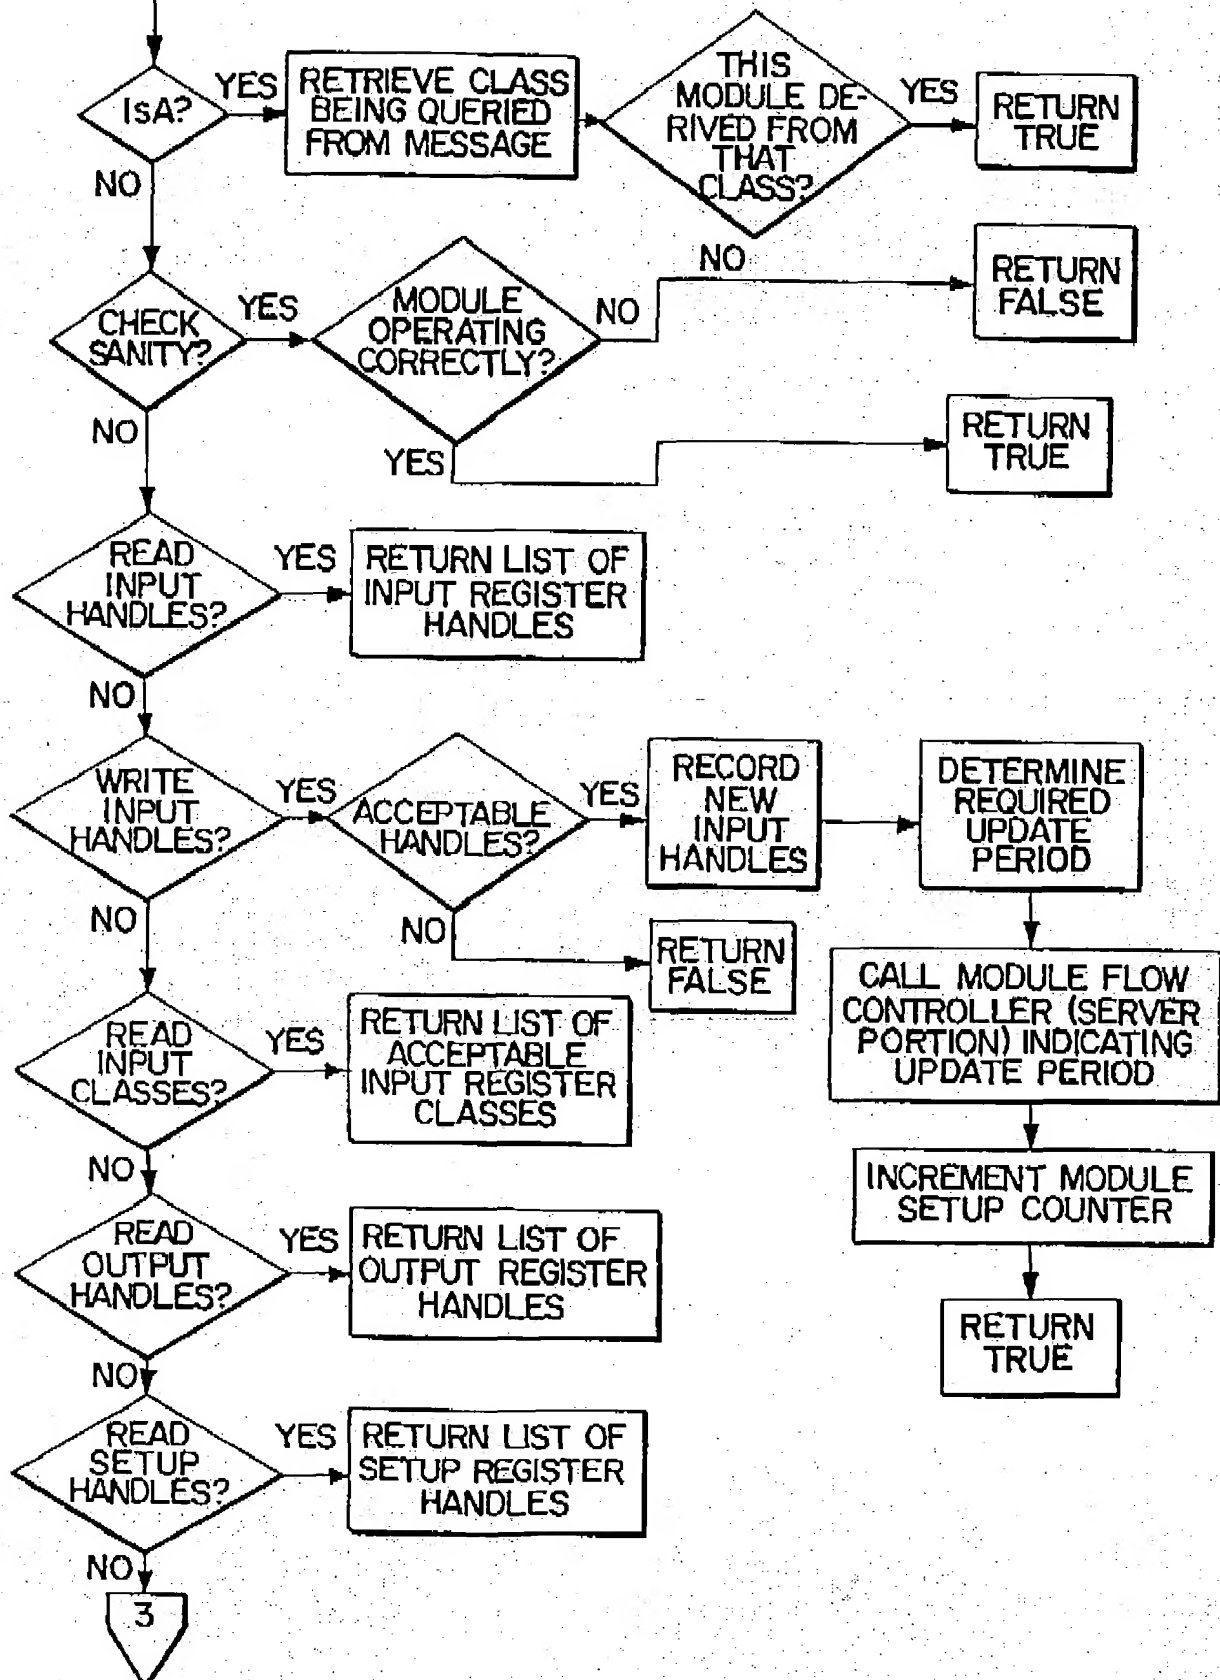 IsA?
YES
RETRIEVE CLASS
BEING QUERIED
FROM MESSAGE
THIS
MODULE DE-
RIVED FROM
THAT
CLASS?
YES
RETURN
TRUE
NO
NO
RETURN
FALSE
CHECK
SANITY?
YES
MODULE
OPERATING
CORRECTLY?
NO
YES
RETURN
TRUE
NO
READ
INPUT
HANDLES?
YES
RETURN LIST OF
INPUT REGISTER
HANDLES
NO
WRITE
INPUT
HANDLES?
YES
ACCEPTABLE
HANDLES?
YES
RECORD
NEW
INPUT
HANDLES
DETERMINE
REQUIRED
UPDATE
PERIOD
NO
NO
RETURN
FALSE
CALL MODULE FLOW
CONTROLLER (SERVER
PORTION) INDICATING
UPDATE PERIOD
READ
INPUT
CLASSES?
YES
RETURN LIST OF
ACCEPTABLE
INPUT REGISTER
CLASSES
INCREMENT MODULE
SETUP COUNTER
NO
READ
OUTPUT
HANDLES?
YES
RETURN LIST OF
OUTPUT REGISTER
HANDLES
RETURN
TRUE
NO
READ
SETUP
HANDLES?
YES
RETURN LIST OF
SETUP REGISTER
HANDLES
NO
3